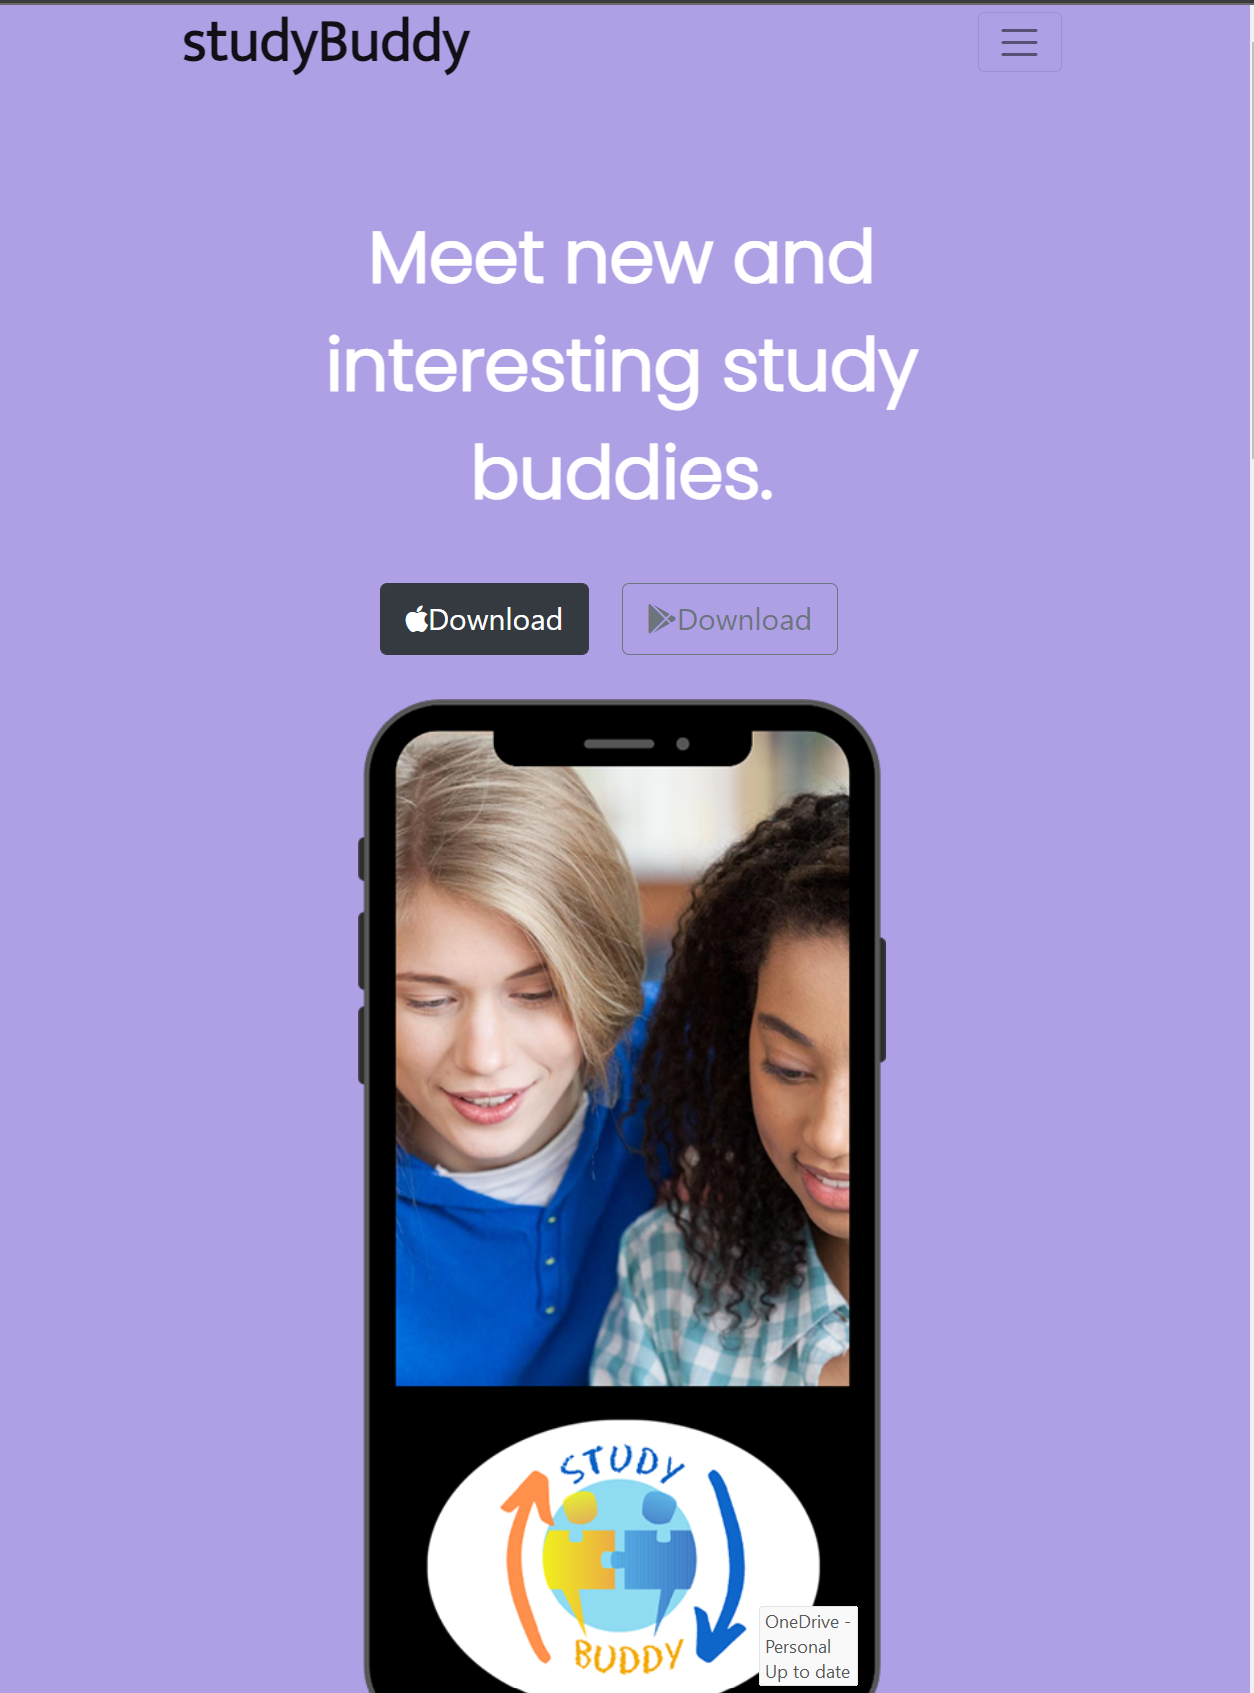 studyBuddy
Meet new and
interesting study
buddies.
Download
Download
STUDY
BUDDY
OneDrive -
Personal
Up to date